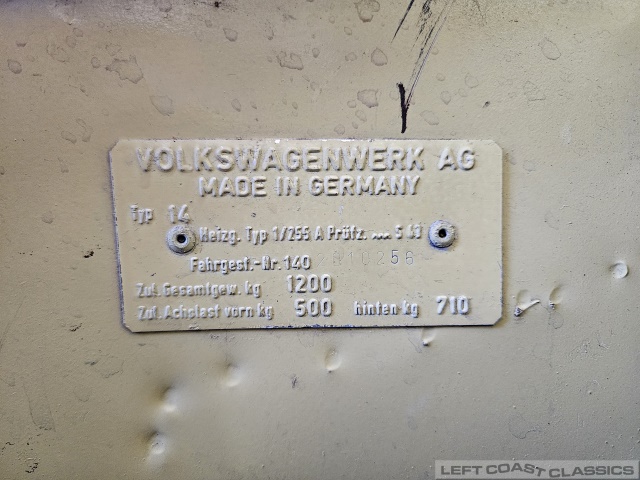 VOLKSWAGENWERK AG
MADE IN GERMANY
Typ 14
Heizg. Typ 1/255 A Prüfz. ~~~ S 43
Fahrgest.-Nr. 140
Zul. Gesamtgew. kg 1200
Zul. Achslast vorn kg 500 hinten kg 710
LEFT COAST CLASSICS